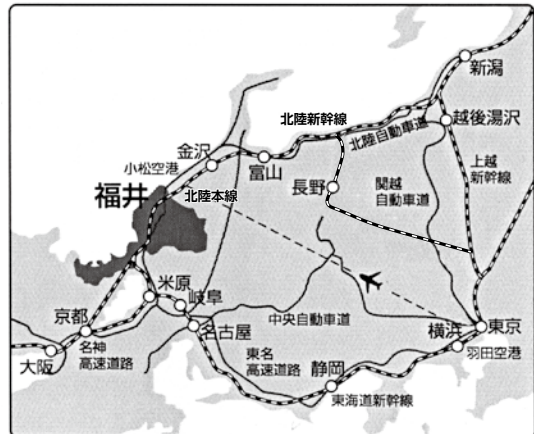 新潟
北陸新幹線
北陸自動車道
越後湯沢
金沢
小松空港
富山
上越
新幹線
福井
北陸本線
長野
関越
自動車道
米原
岐阜
京都
名古屋
中央自動車道
横浜
東京
大阪
名神
高速道路
東名
高速道路
静岡
羽田空港
東海道新幹線